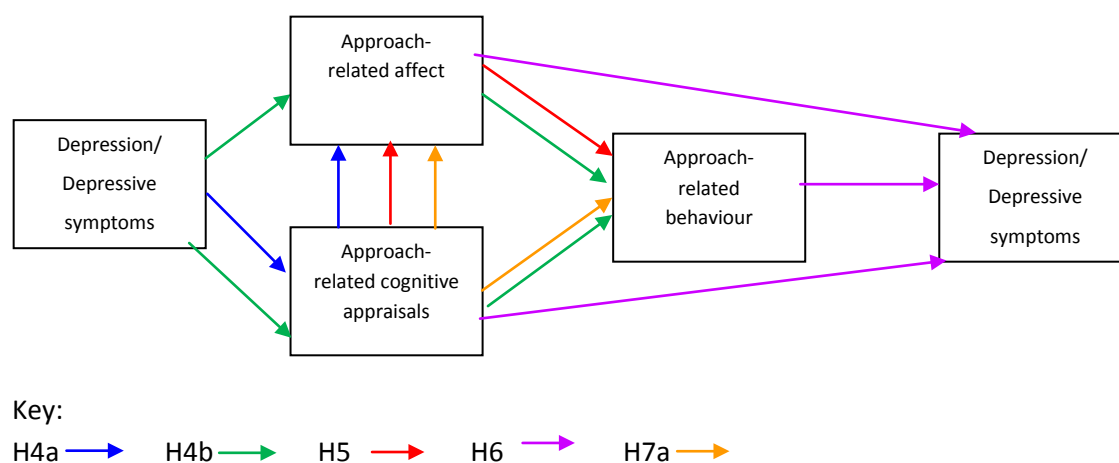 Approach-
related affect
Depression/
Depressive
symptoms
Approach-
related cognitive
appraisals
Approach-
related
behaviour
Depression/
Depressive
symptoms
Key:
H4a H4b H5 H6 H7a